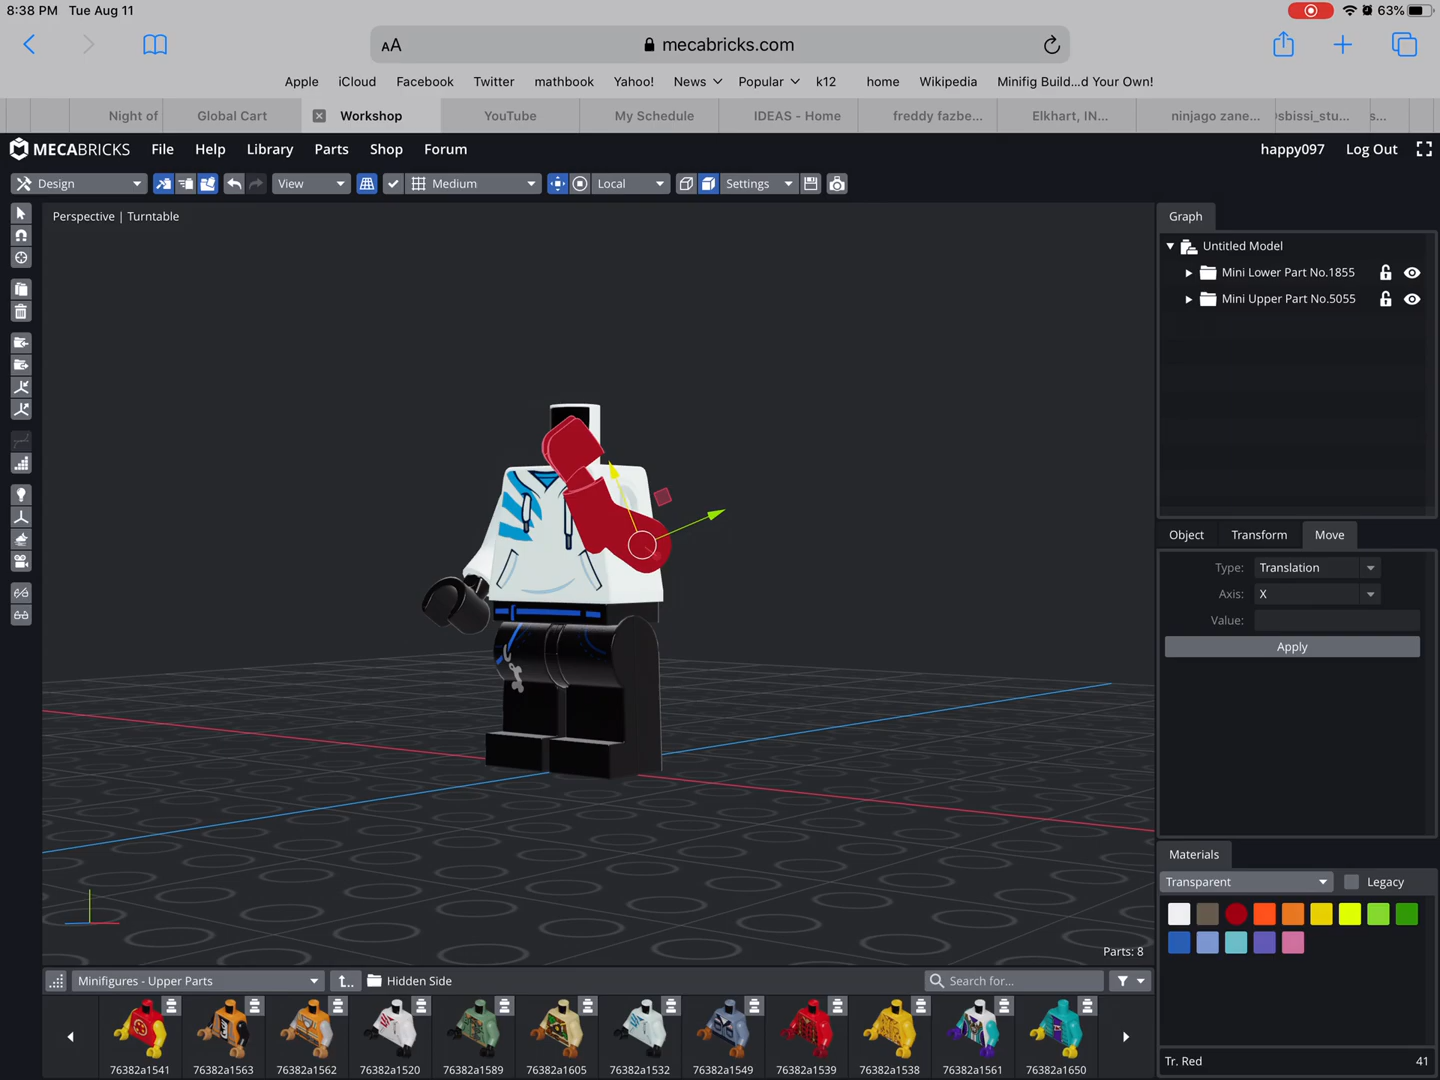 8:38 PM Tue Aug 11
63%
AA
mecabricks.com
Apple iCloud Facebook Twitter mathbook Yahoo! News Popular k12 home Wikipedia Minifig Build...d Your Own!
Night of Global Cart Workshop YouTube My Schedule IDEAS - Home freddy fazbe... Elkhart, IN... ninjago zane... sbissi_stu... s...
MECABRICKS File Help Library Parts Shop Forum happy097 Log Out
Design View Medium Local Settings
Perspective | Turntable
Graph
Untitled Model
Mini Lower Part No.1855
Mini Upper Part No.5055
Object Transform Move
Type: Translation
Axis: X
Value:
Apply
Materials
Transparent Legacy
Parts: 8
Minifigures - Upper Parts t.. Hidden Side Search for...
76382a1541 76382a1563 76382a1562 76382a1520 76382a1589 76382a1605 76382a1532 76382a1549 76382a1539 76382a1538 76382a1561 76382a1650
Tr. Red 41